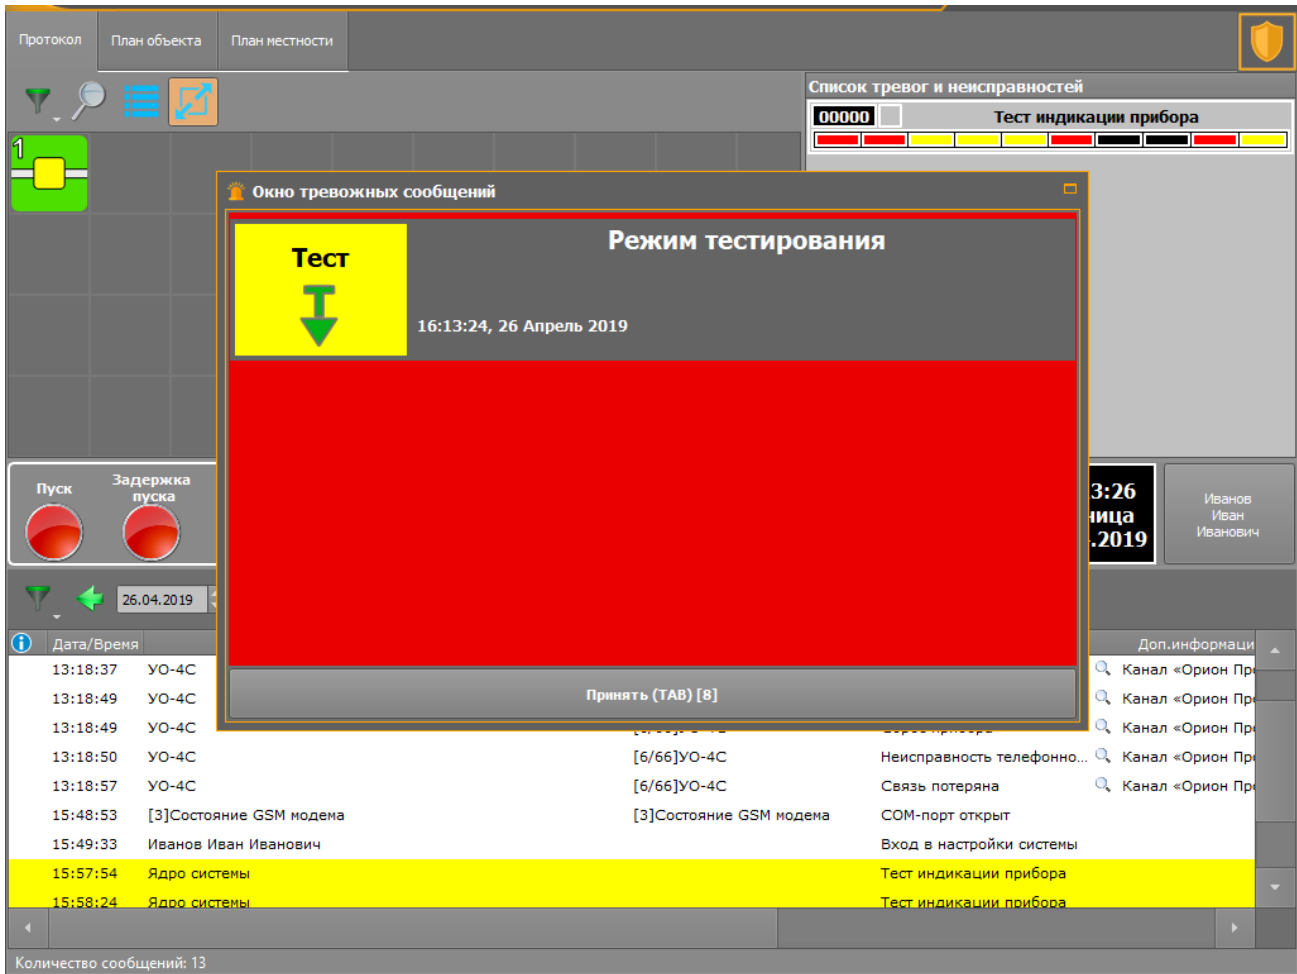 Протокол План объекта План местности
Список тревог и неисправностей
00000 Тест индикации прибора
1
Окно тревожных сообщений
Тест
Режим тестирования
16:13:24, 26 Апрель 2019
Пуск
Задержка
пуска
3:26
ница
.2019
Иванов
Иван
Иванович
26.04.2019
Дата/Время Доп.информаци
13:18:37 УО-4С Канал «Орион Пр
13:18:49 УО-4С Канал «Орион Пр
Принять (TAB) [8]
13:18:49 УО-4С Канал «Орион Пр
13:18:50 УО-4С [6/66]УО-4С Неисправность телефонно... Канал «Орион Пр
13:18:57 УО-4С [6/66]УО-4С Связь потеряна Канал «Орион Пр
15:48:53 [3]Состояние GSM модема [3]Состояние GSM модема COM-порт открыт
15:49:33 Иванов Иван Иванович Вход в настройки системы
15:57:54 Ядро системы Тест индикации прибора
15:58:24 Ядро системы Тест индикации прибора
Количество сообщений: 13